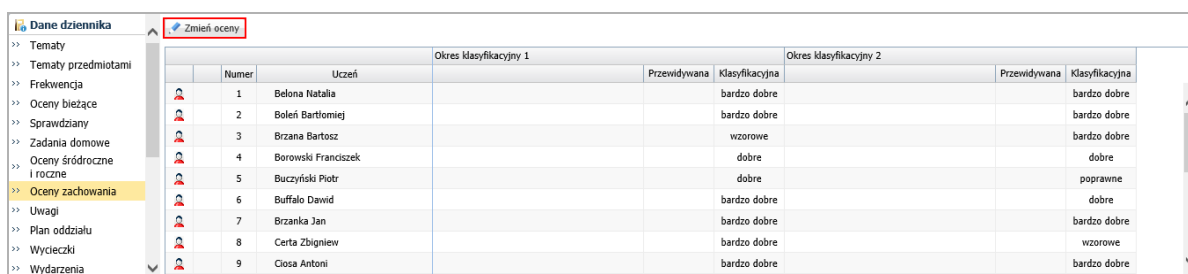 Dane dziennika
>> Tematy
>> Tematy przedmiotami
>> Frekwencja
>> Oceny bieżące
>> Sprawdziany
>> Zadania domowe
>> Oceny śródroczne
i roczne
>> Oceny zachowania
>> Uwagi
>> Plan oddziału
>> Wycieczki
>> Wydarzenia
Zmień oceny
Okres klasyfikacyjny 1 Okres klasyfikacyjny 2
Numer Uczeń Przewidywana Klasyfikacyjna Przewidywana Klasyfikacyjna
1 Belona Natalia bardzo dobre bardzo dobre
2 Boleń Bartłomiej bardzo dobre bardzo dobre
3 Brzana Bartosz wzorowe bardzo dobre
4 Borowski Franciszek dobre dobre
5 Buczyński Piotr dobre poprawne
6 Buffalo Dawid bardzo dobre dobre
7 Brzanka Jan bardzo dobre bardzo dobre
8 Certa Zbigniew bardzo dobre wzorowe
9 Ciosa Antoni bardzo dobre bardzo dobre